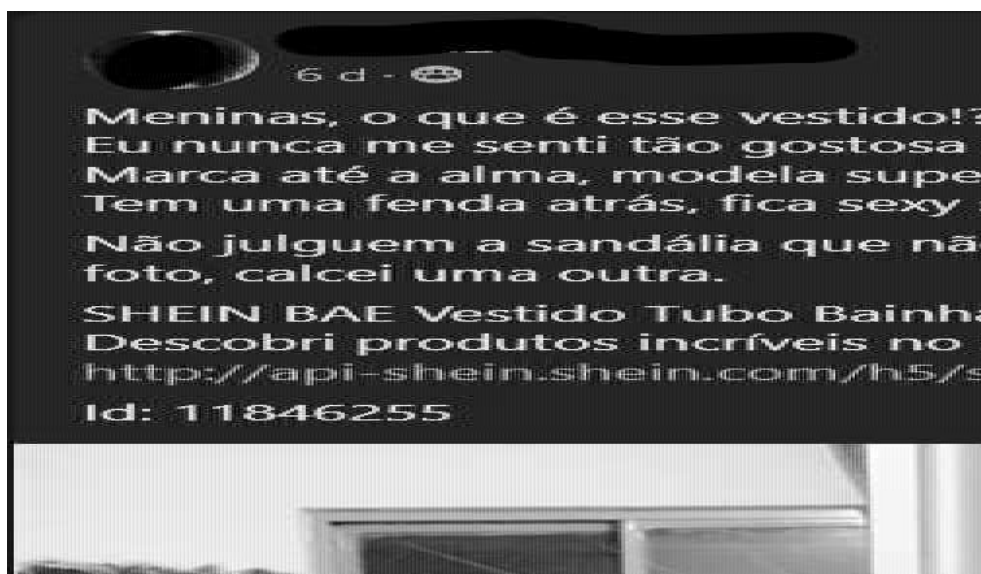 6 d ·
Meninas, o que é esse vestido!?
Eu nunca me senti tão gostosa
Marca até a alma, modela supe
Tem uma fenda atrás, fica sexy
Não julguem a sandália que nã
foto, calcei uma outra.
SHEIN BAE Vestido Tubo Bainha
Descobri produtos incríveis no
http://api-shein.shein.com/h5/s
Id: 11846255